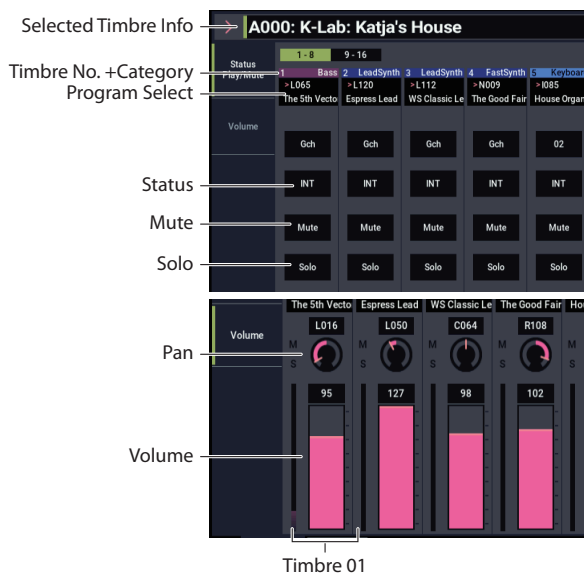 Selected Timbre Info
A000: K-Lab: Katja's House
Status
Play/Mute
1 - 8 9 - 16
Timbre No. +Category
1 Bass 2 LeadSynth 3 LeadSynth 4 FastSynth 5 Keyboard
Program Select
>L065 >L120 >L112 >N009 >I085
The 5th Vecto Espress Lead WS Classic Le The Good Fair House Organ
Volume
Gch Gch Gch Gch 02
Status
INT INT INT INT INT
Mute
Mute Mute Mute Mute Mute
Solo
Solo Solo Solo Solo Solo
The 5th Vecto Espress Lead WS Classic Le The Good Fair Hou
Volume
L016 L050 C064 R108
Pan
M M M M M
S S S S S
95 127 98 102
Volume
Timbre 01